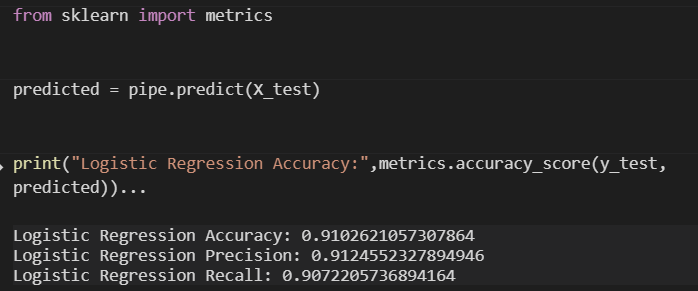 from sklearn import metrics
predicted = pipe.predict(X_test)
print("Logistic Regression Accuracy:",metrics.accuracy_score(y_test,
predicted))...
Logistic Regression Accuracy: 0.9102621057307864
Logistic Regression Precision: 0.9124552327894946
Logistic Regression Recall: 0.9072205736894164